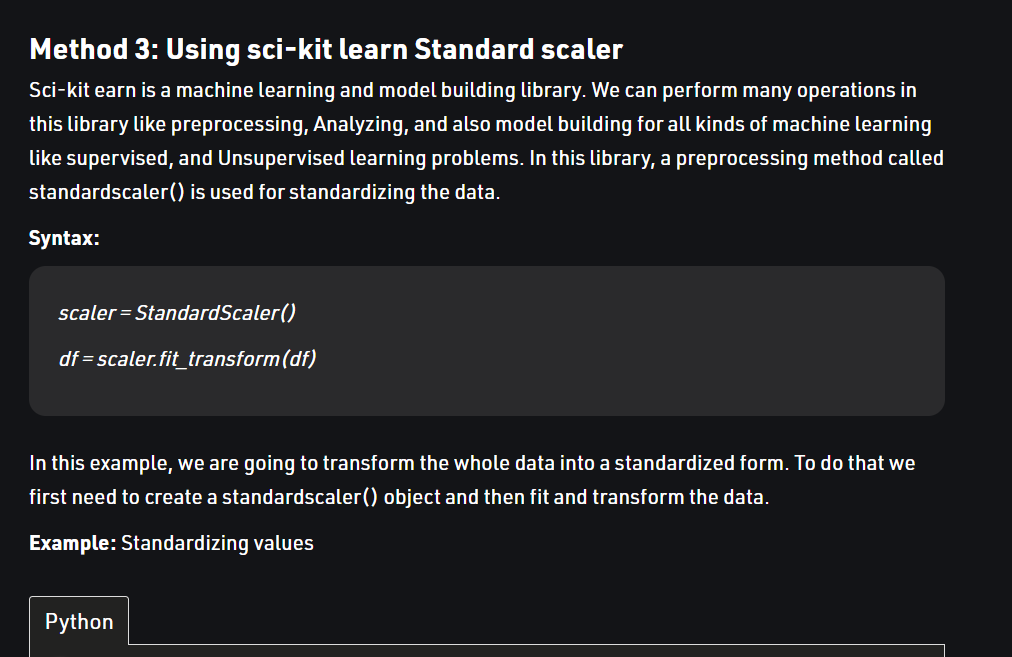 Method 3: Using sci-kit learn Standard scaler
Sci-kit earn is a machine learning and model building library. We can perform many operations in
this library like preprocessing, Analyzing, and also model building for all kinds of machine learning
like supervised, and Unsupervised learning problems. In this library, a preprocessing method called
standardscaler() is used for standardizing the data.
Syntax:
scaler = StandardScaler()
df = scaler.fit_transform(df)
In this example, we are going to transform the whole data into a standardized form. To do that we
first need to create a standardscaler() object and then fit and transform the data.
Example: Standardizing values
Python